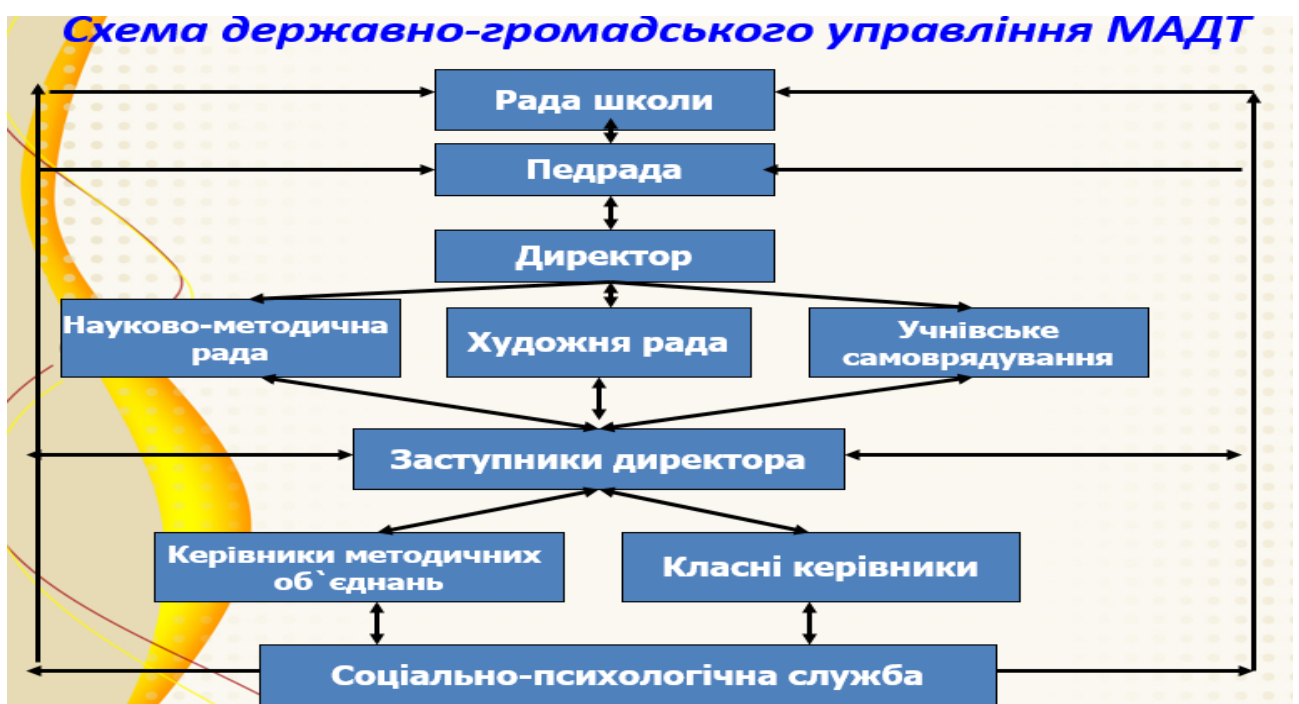 Схема державно-громадського управління МАДТ
Рада школи
Педрада
Директор
Науково-методична
рада
Художня рада
Учнівське
самоврядування
Заступники директора
Керівники методичних
об`єднань
Класні керівники
Соціально-психологічна служба